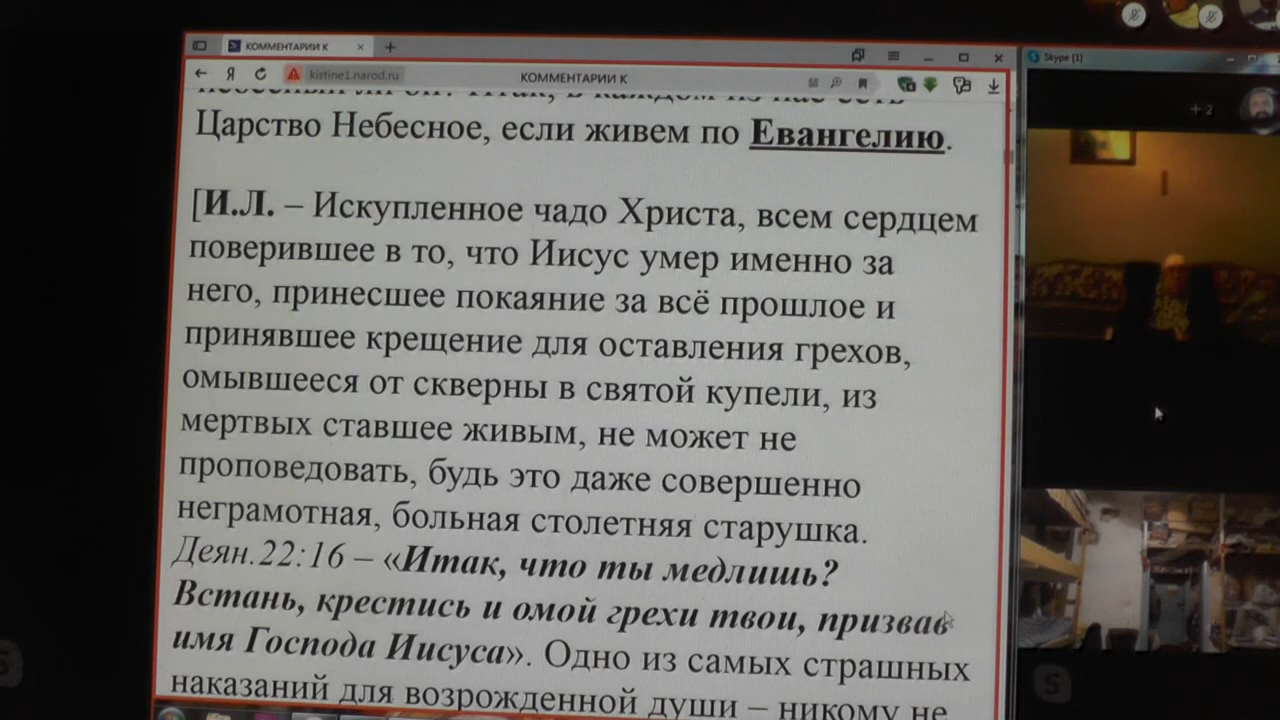 КОММЕНТАРИИ К
Skype [1]
kistine1.narod.ru
КОММЕНТАРИИ К
+2
Царство Небесное, если живем по Евангелию.
[И.Л. – Искупленное чадо Христа, всем сердцем
поверившее в то, что Иисус умер именно за
него, принесшее покаяние за всё прошлое и
принявшее крещение для оставления грехов,
омывшееся от скверны в святой купели, из
мертвых ставшее живым, не может не
проповедовать, будь это даже совершенно
неграмотная, больная столетняя старушка.
Деян.22:16 – «Итак, что ты медлишь?
Встань, крестись и омой грехи твои, призвав
имя Господа Иисуса». Одно из самых страшных
наказаний для возрожденной души – никому не